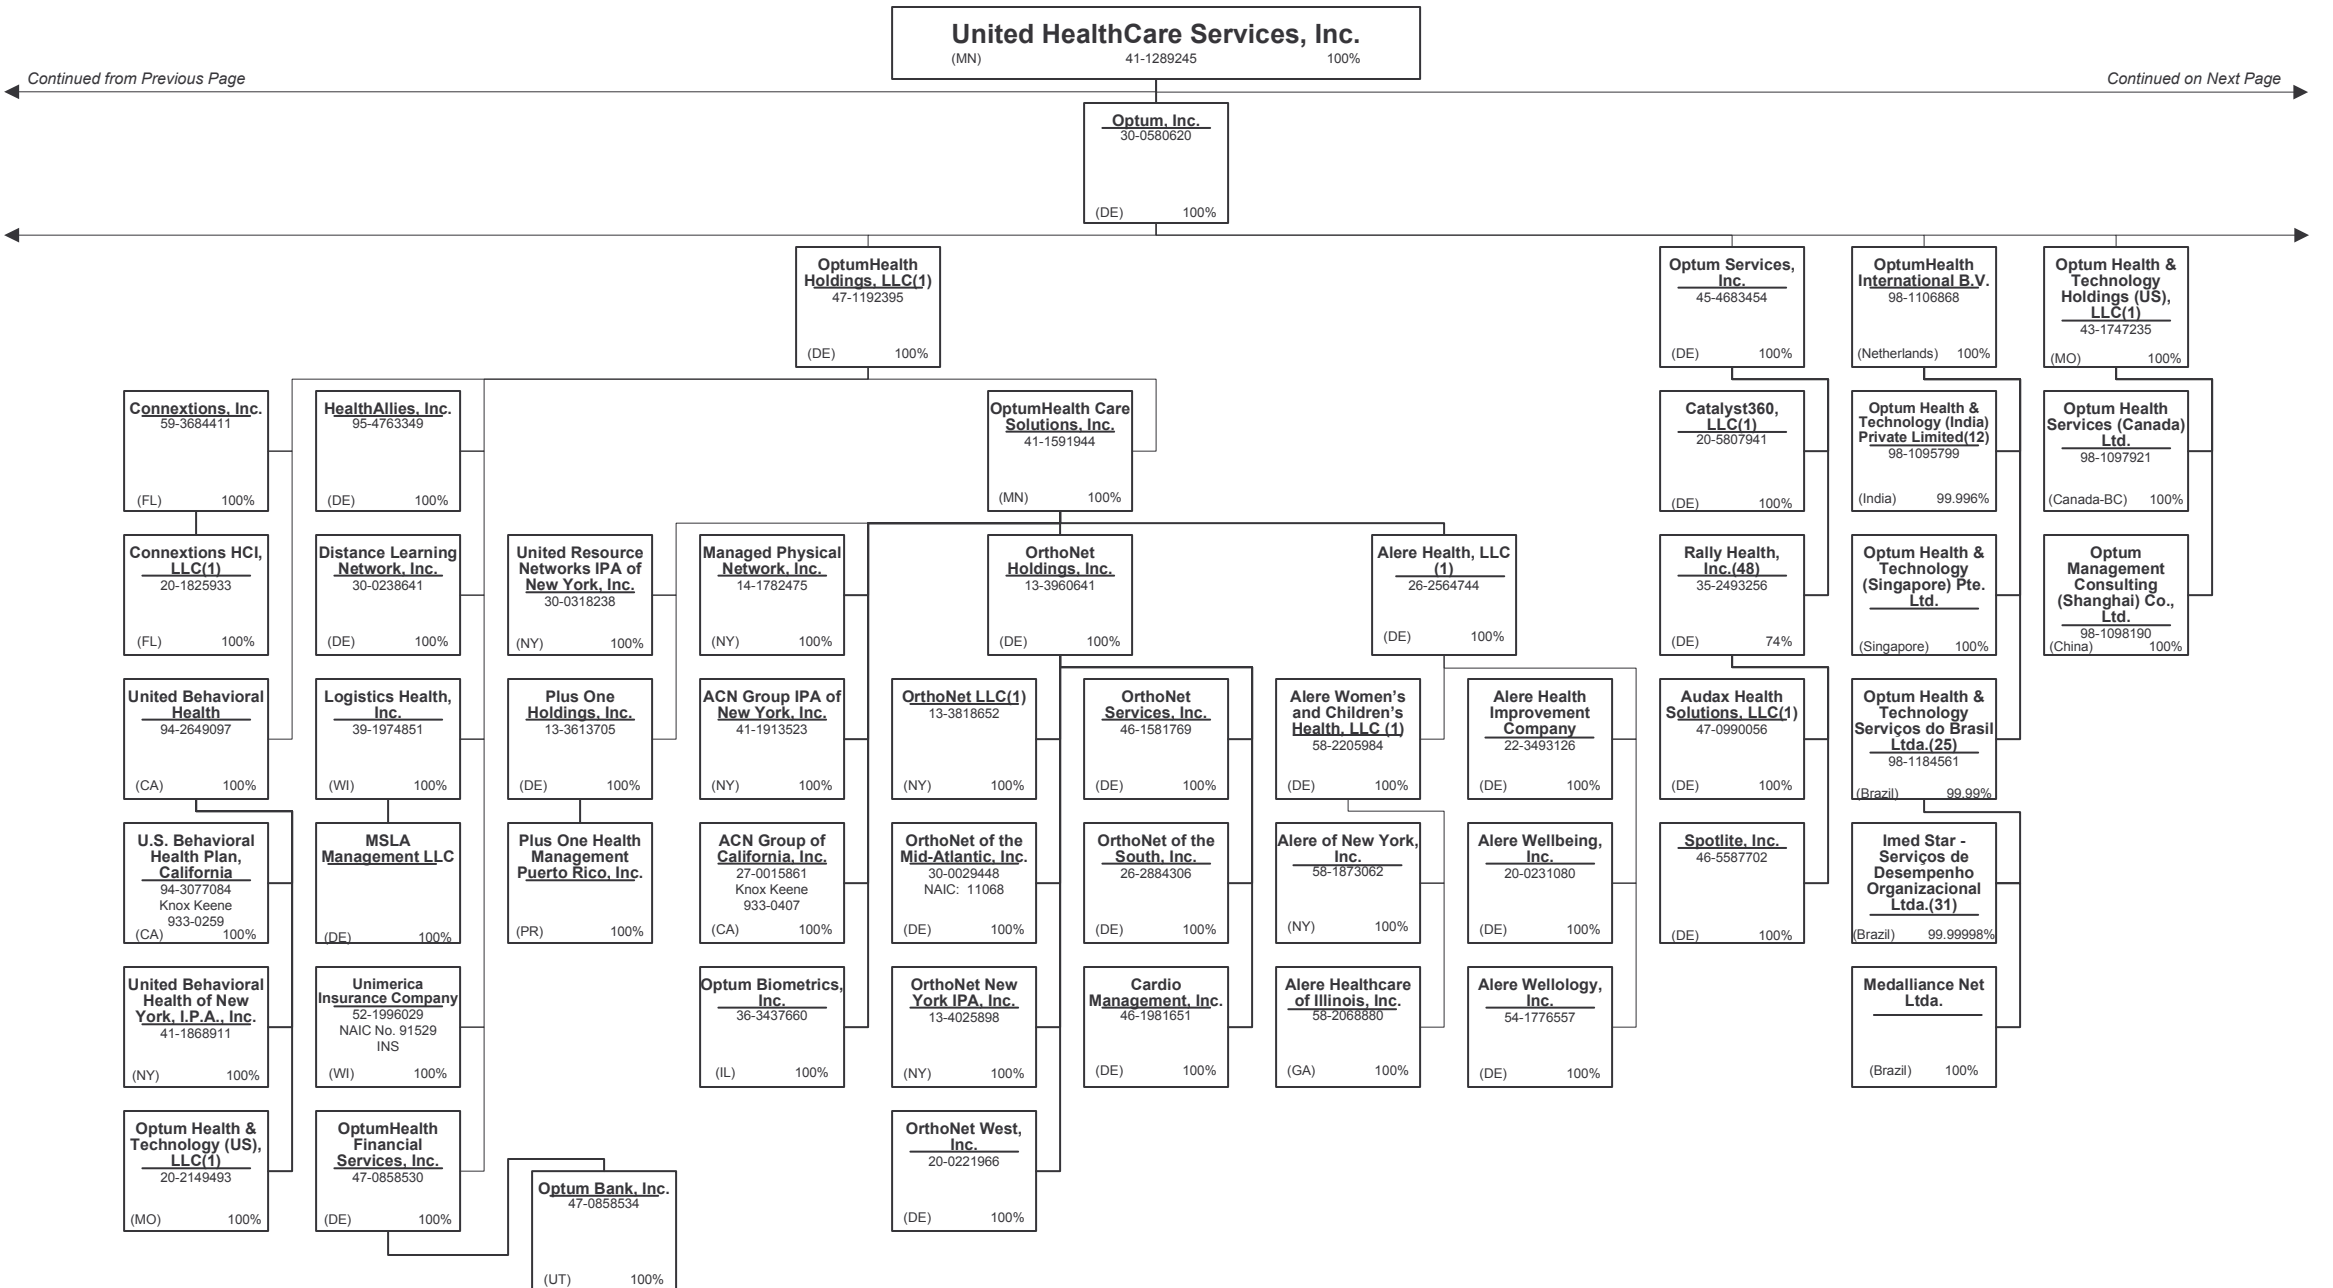 United HealthCare Services, Inc.
(MN) 41-1289245 100%
Continued from Previous Page
Continued on Next Page
Optum, Inc.
30-0580620
(DE) 100%
OptumHealth
Holdings, LLC(1)
47-1192395
(DE) 100%
Optum Services,
Inc.
45-4683454
(DE) 100%
OptumHealth
International B.V.
98-1106868
(Netherlands) 100%
Optum Health &
Technology
Holdings (US),
LLC(1)
43-1747235
(MO) 100%
Connextions, Inc.
59-3684411
(FL) 100%
HealthAllies, Inc.
95-4763349
(DE) 100%
OptumHealth Care
Solutions, Inc.
41-1591944
(MN) 100%
Catalyst360,
LLC(1)
20-5807941
(DE) 100%
Optum Health &
Technology (India)
Private Limited(12)
98-1095799
(India) 99.996%
Optum Health
Services (Canada)
Ltd.
98-1097921
(Canada-BC) 100%
Connextions HCI,
LLC(1)
20-1825933
(FL) 100%
Distance Learning
Network, Inc.
30-0238641
(DE) 100%
United Resource
Networks IPA of
New York, Inc.
30-0318238
(NY) 100%
Managed Physical
Network, Inc.
14-1782475
(NY) 100%
OrthoNet
Holdings, Inc.
13-3960641
(DE) 100%
Alere Health, LLC
(1)
26-2564744
(DE) 100%
Rally Health,
Inc.(48)
35-2493256
(DE) 74%
Optum Health &
Technology
(Singapore) Pte.
Ltd.
(Singapore) 100%
Optum
Management
Consulting
(Shanghai) Co.,
Ltd.
98-1098190
(China) 100%
United Behavioral
Health
94-2649097
(CA) 100%
Logistics Health,
Inc.
39-1974851
(WI) 100%
Plus One
Holdings, Inc.
13-3613705
(DE) 100%
ACN Group IPA of
New York, Inc.
41-1913523
(NY) 100%
OrthoNet LLC(1)
13-3818652
(NY) 100%
OrthoNet
Services, Inc.
46-1581769
(DE) 100%
Alere Women’s
and Children’s
Health, LLC (1)
58-2205984
(DE) 100%
Alere Health
Improvement
Company
22-3493126
(DE) 100%
Audax Health
Solutions, LLC(1)
47-0990056
(DE) 100%
Optum Health &
Technology
Serviços do Brasil
Ltda.(25)
98-1184561
(Brazil) 99.99%
U.S. Behavioral
Health Plan,
California
94-3077084
Knox Keene
933-0259
(CA) 100%
MSLA
Management LLC
(DE) 100%
Plus One Health
Management
Puerto Rico, Inc.
(PR) 100%
ACN Group of
California, Inc.
27-0015861
Knox Keene
933-0407
(CA) 100%
OrthoNet of the
Mid-Atlantic, Inc.
30-0029448
NAIC: 11068
(DE) 100%
OrthoNet of the
South, Inc.
26-2884306
(DE) 100%
Alere of New York,
Inc.
58-1873062
(NY) 100%
Alere Wellbeing,
Inc.
20-0231080
(DE) 100%
Spotlite, Inc.
46-5587702
(DE) 100%
Imed Star -
Serviços de
Desempenho
Organizacional
Ltda.(31)
(Brazil) 99.99998%
United Behavioral
Health of New
York, I.P.A., Inc.
41-1868911
(NY) 100%
Unimerica
Insurance Company
52-1996029
NAIC No. 91529
INS
(WI) 100%
Optum Biometrics,
Inc.
36-3437660
(IL) 100%
OrthoNet New
York IPA, Inc.
13-4025898
(NY) 100%
Cardio
Management, Inc.
46-1981651
(DE) 100%
Alere Healthcare
of Illinois, Inc.
58-2068880
(GA) 100%
Alere Wellology,
Inc.
54-1776557
(DE) 100%
Medalliance Net
Ltda.
(Brazil) 100%
Optum Health &
Technology (US),
LLC(1)
20-2149493
(MO) 100%
OptumHealth
Financial
Services, Inc.
47-0858530
(DE) 100%
Optum Bank, Inc.
47-0858534
(UT) 100%
OrthoNet West,
Inc.
20-0221966
(DE) 100%